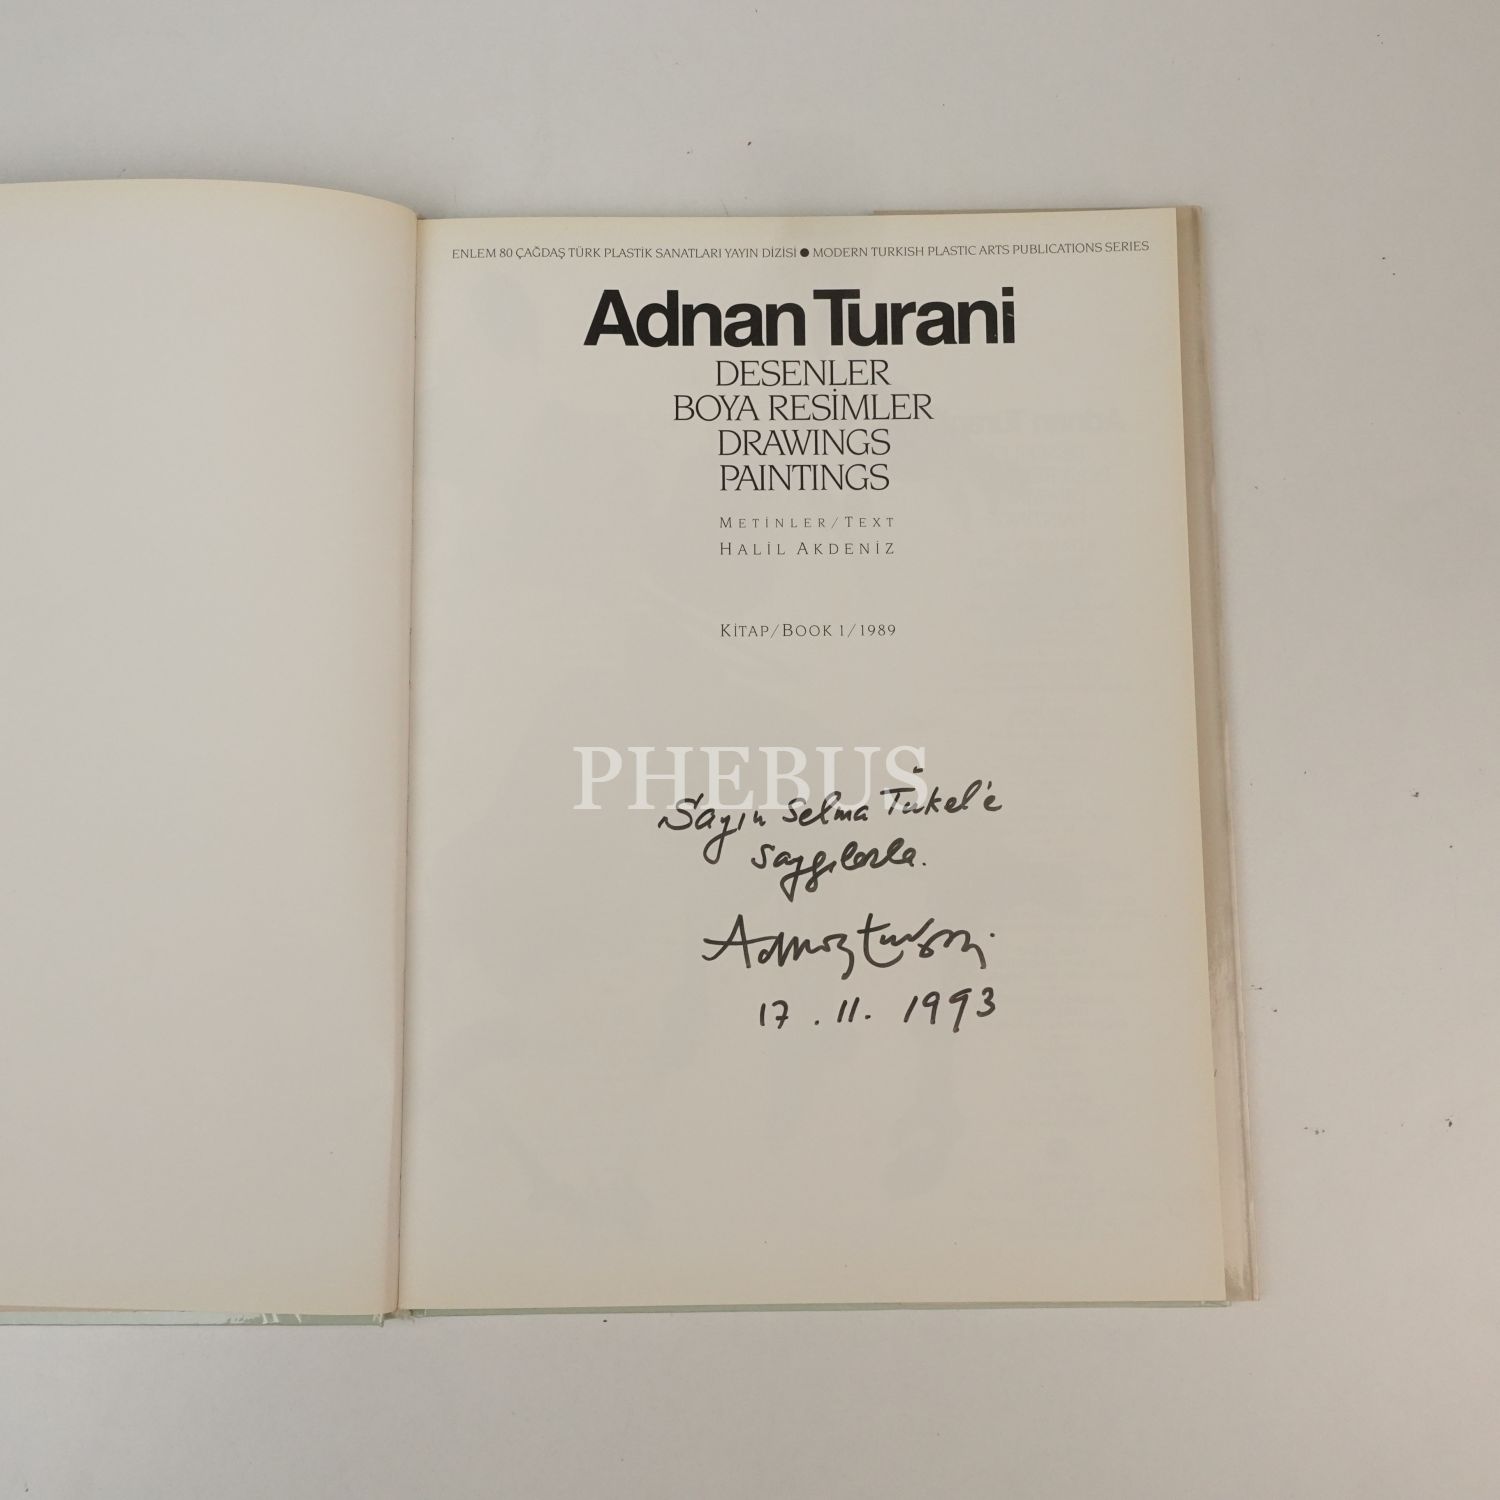 ENLEM 80 ÇAĞDAŞ TÜRK PLASTİK SANATLARI YAYIN DİZİSİ ● MODERN TURKISH PLASTIC ARTS PUBLICATIONS SERIES
Adnan Turani
DESENLER
BOYA RESİMLER
DRAWINGS
PAINTINGS
METİNLER/TEXT
HALİL AKDENİZ
KİTAP/BOOK 1/1989
PHEBUS
Sayın Selma Tükel'e
saygılarla.
Adnan Turani
17.11.1993